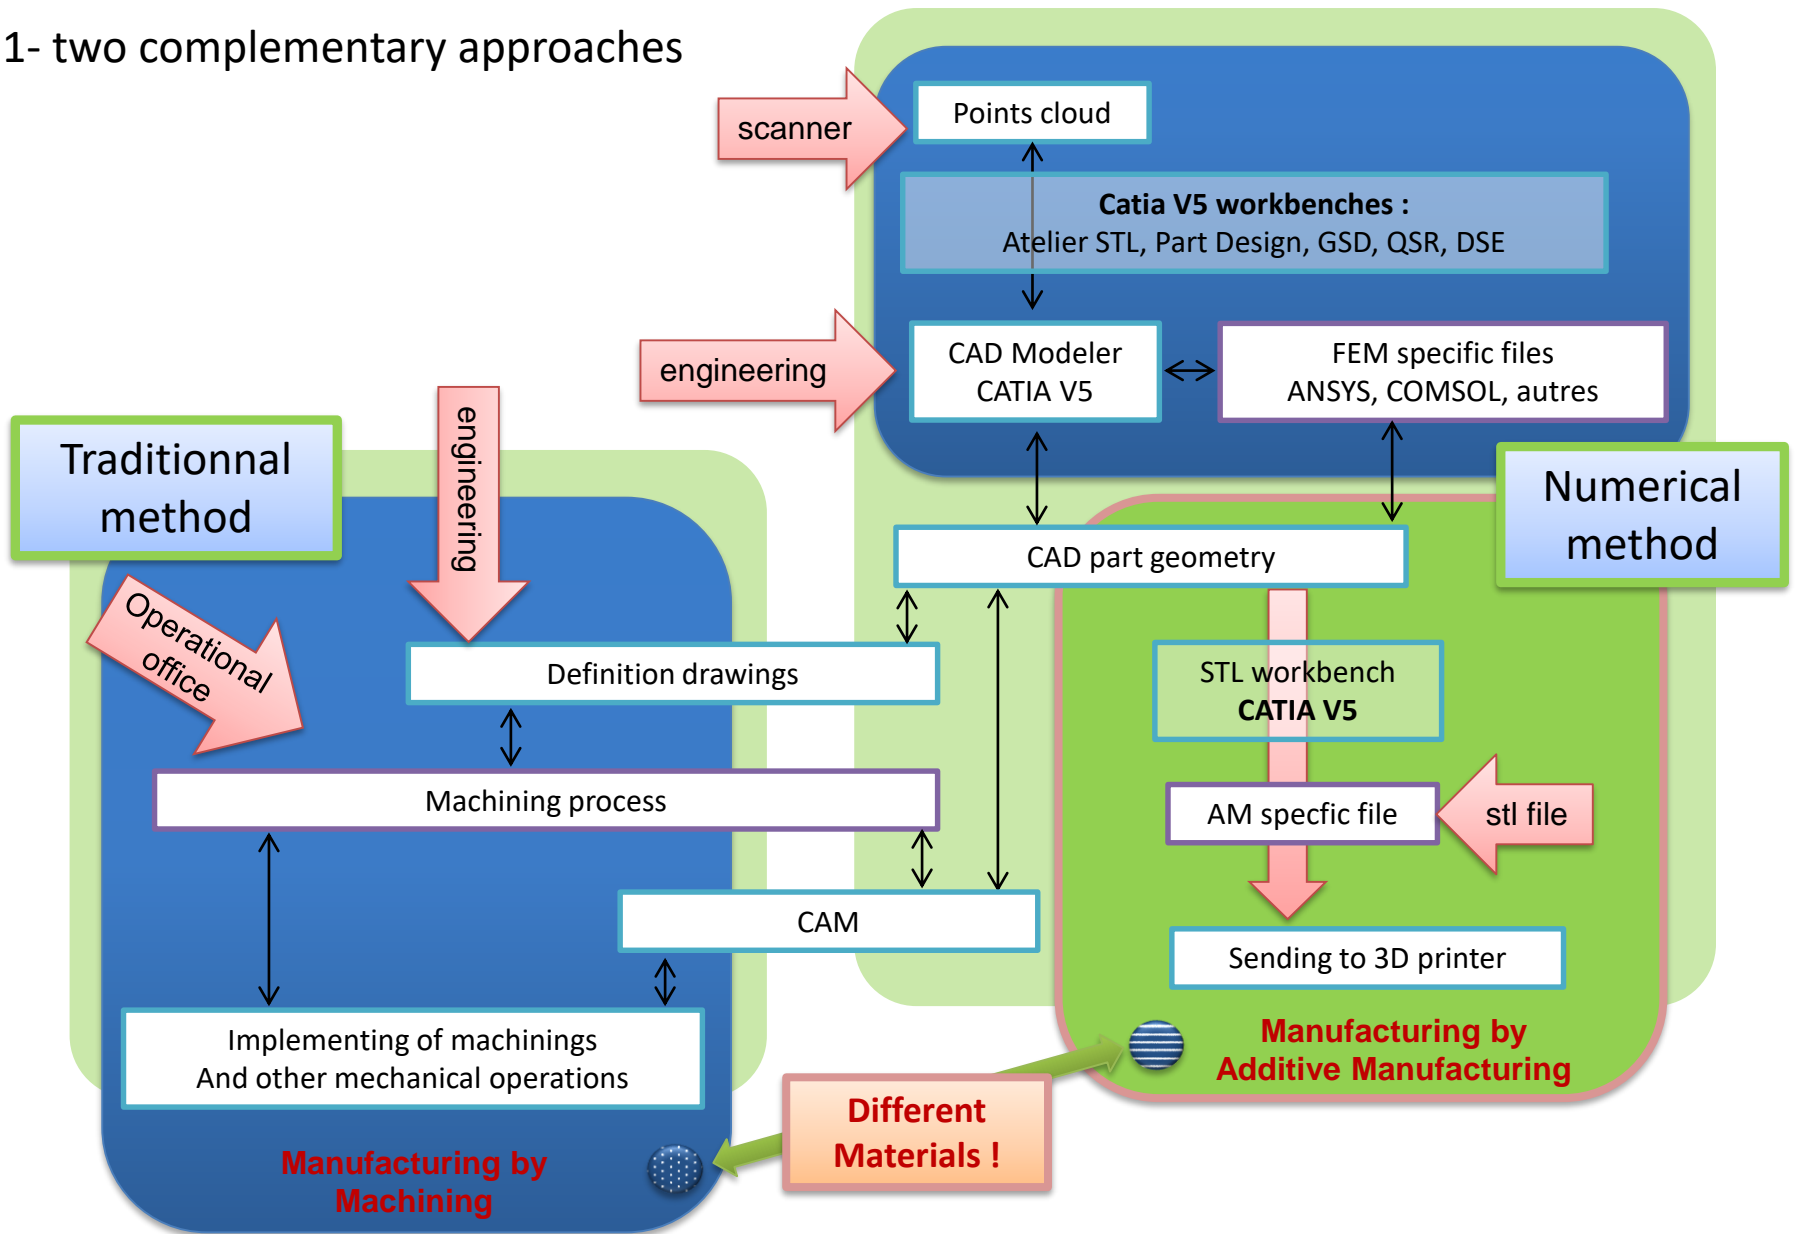 1- two complementary approaches
scanner
Points cloud
Catia V5 workbenches :
Atelier STL, Part Design, GSD, QSR, DSE
engineering
CAD Modeler
CATIA V5
FEM specific files
ANSYS, COMSOL, autres
Traditionnal
method
engineering
Numerical
method
CAD part geometry
Operational
office
Definition drawings
STL workbench
CATIA V5
Machining process
AM specfic file
stl file
CAM
Sending to 3D printer
Implementing of machinings
And other mechanical operations
Manufacturing by
Additive Manufacturing
Different
Materials !
Manufacturing by
Machining